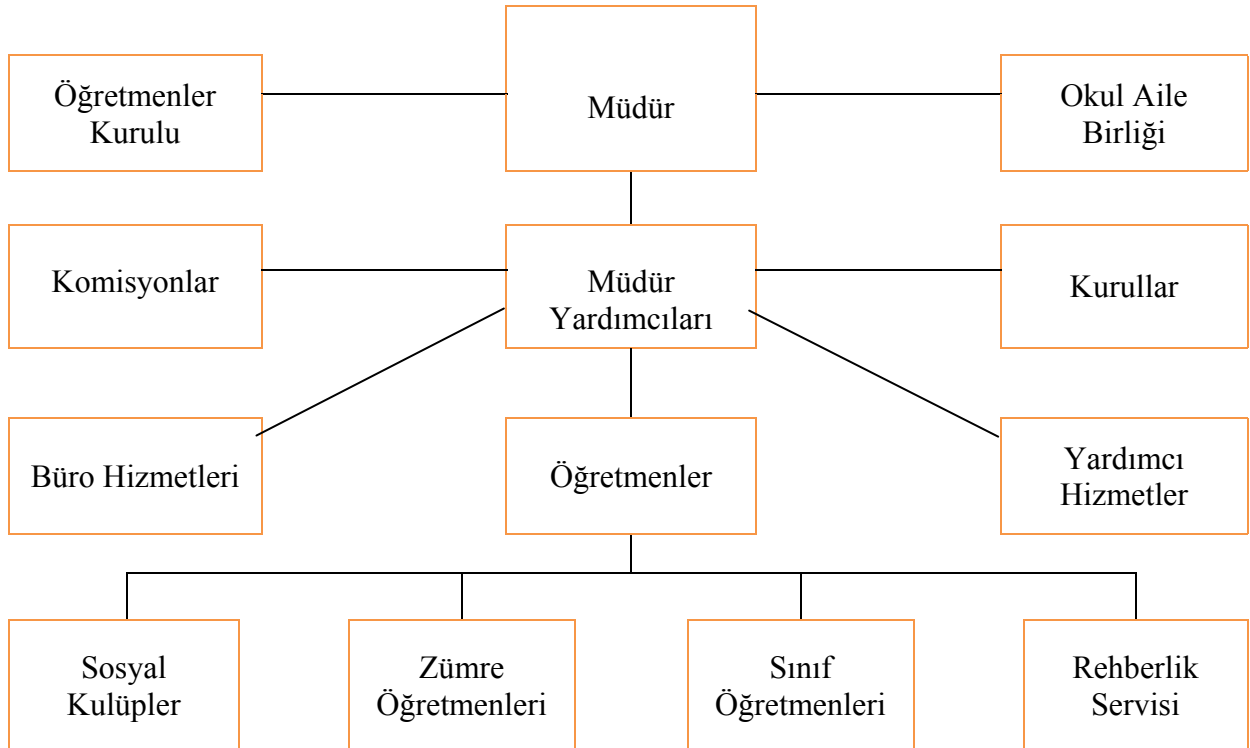 Öğretmenler
Kurulu
Müdür
Okul Aile
Birliği
Komisyonlar
Müdür
Yardımcıları
Kurullar
Büro Hizmetleri
Öğretmenler
Yardımcı
Hizmetler
Sosyal
Kulüpler
Zümre
Öğretmenleri
Sınıf
Öğretmenleri
Rehberlik
Servisi